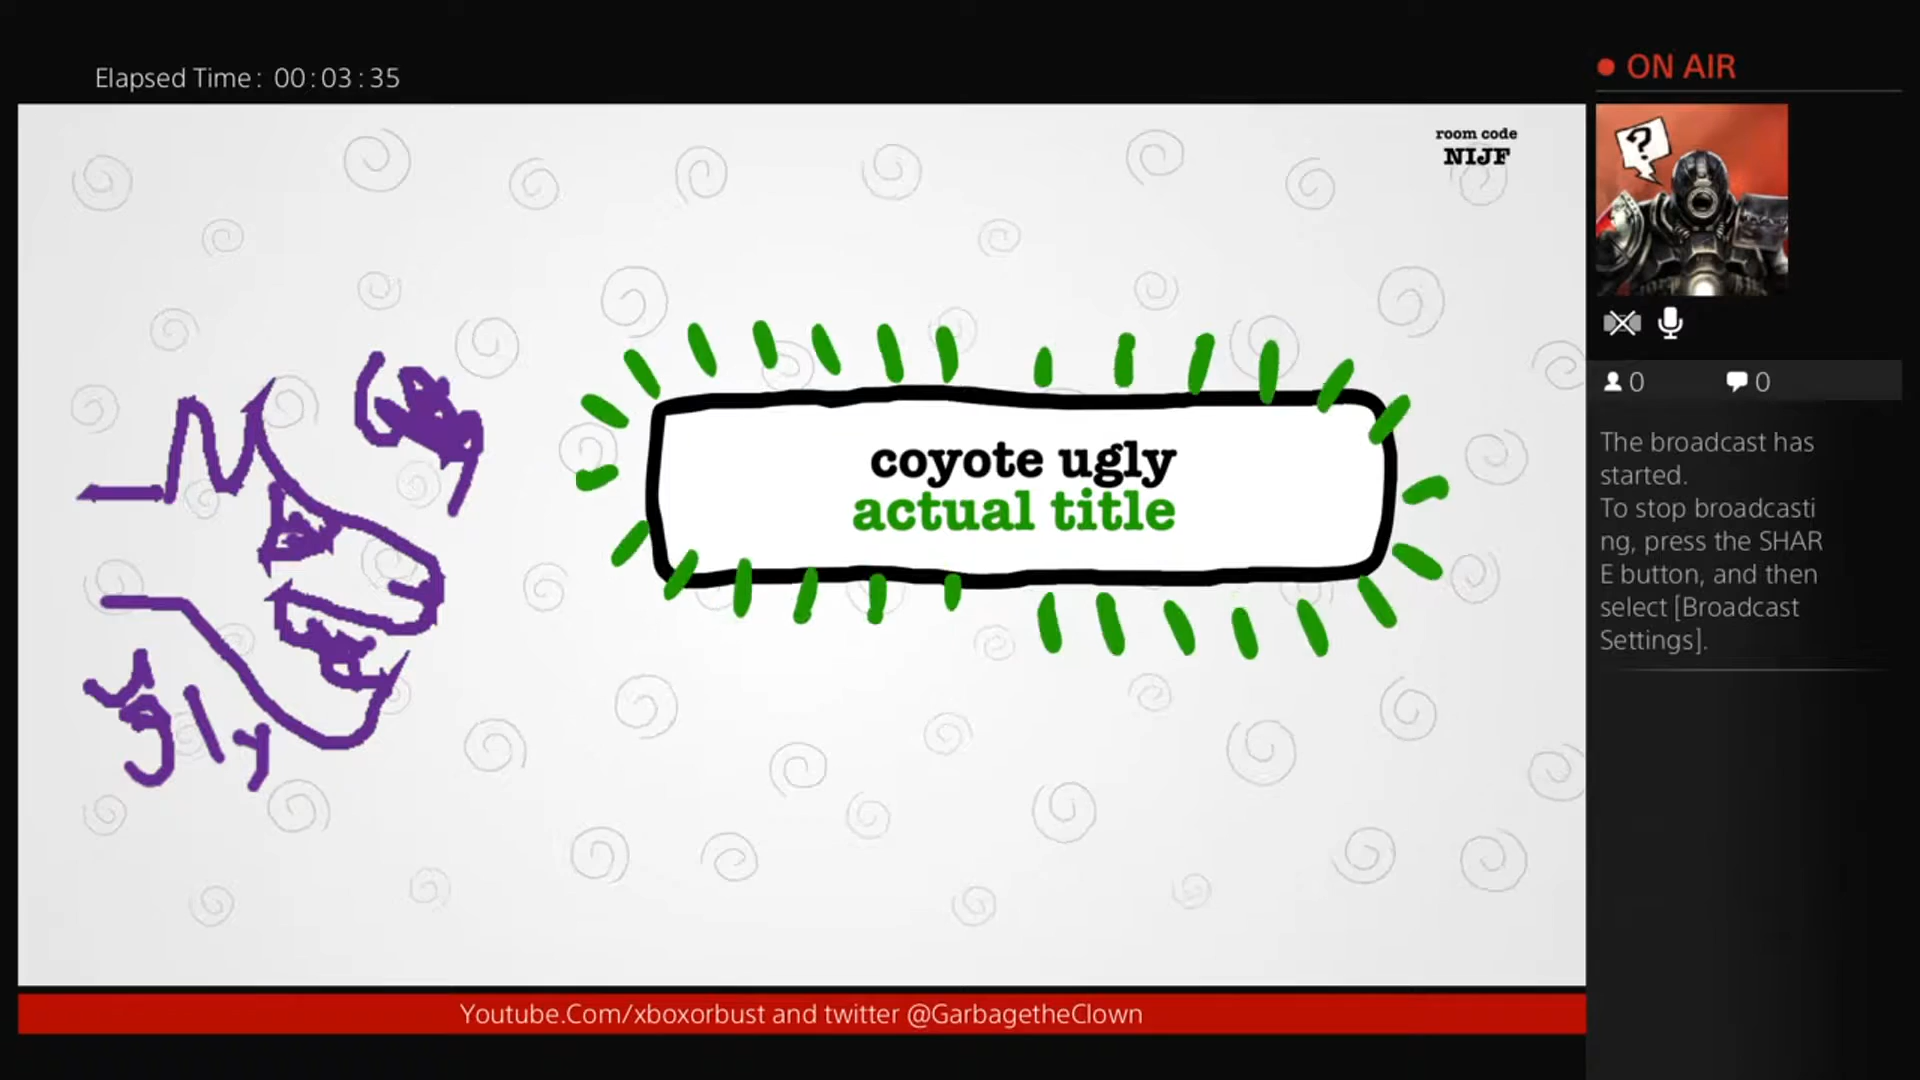 Elapsed Time: 00:03:35
ON AIR
room code
NIJF
?
0 0
coyote ugly
actual title
The broadcast has
started.
To stop broadcasti
ng, press the SHAR
E button, and then
select [Broadcast
Settings].
ugly
Youtube.Com/xboxorbust and twitter @GarbagetheClown